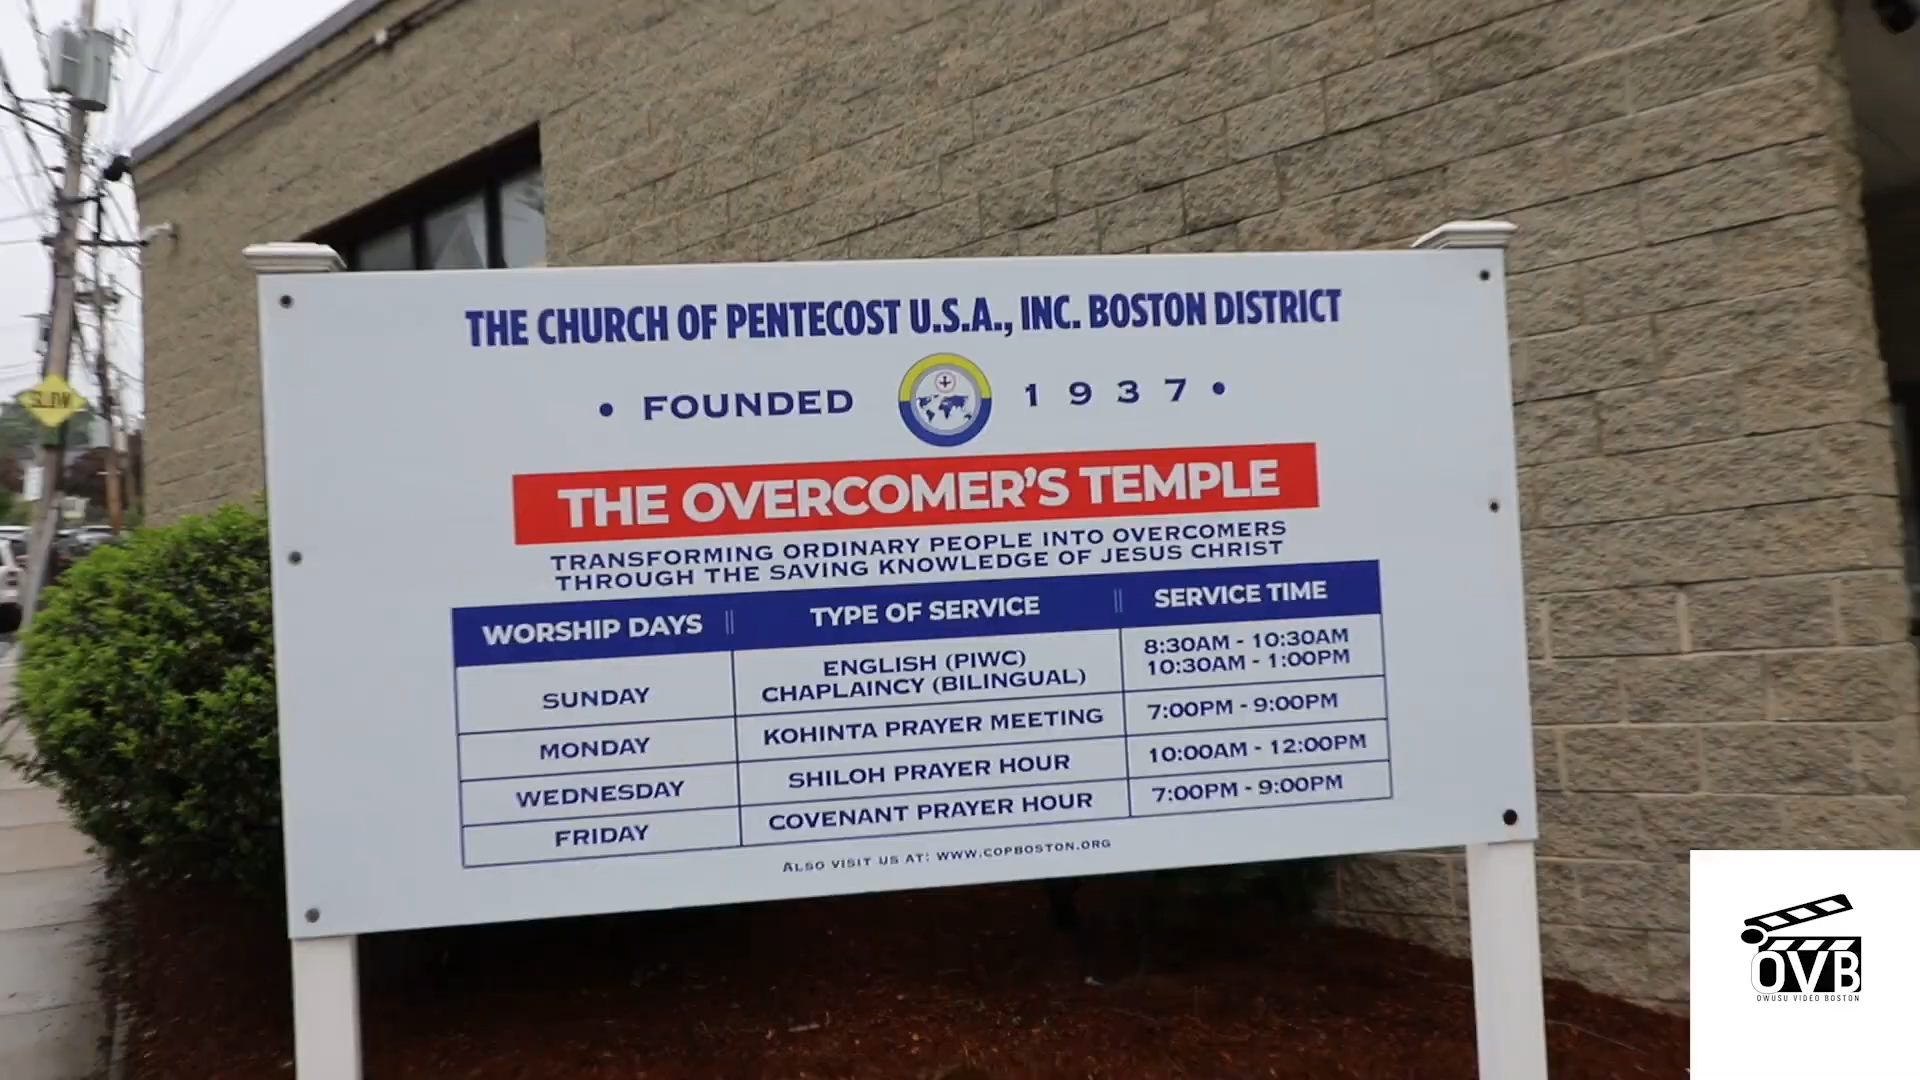 THE CHURCH OF PENTECOST U.S.A., INC. BOSTON DISTRICT
• FOUNDED 1937 •
THE OVERCOMER'S TEMPLE
TRANSFORMING ORDINARY PEOPLE INTO OVERCOMERS
THROUGH THE SAVING KNOWLEDGE OF JESUS CHRIST
WORSHIP DAYS || TYPE OF SERVICE || SERVICE TIME
SUNDAY
ENGLISH (PIWC)
CHAPLAINCY (BILINGUAL)
8:30AM - 10:30AM
10:30AM - 1:00PM
MONDAY KOHINTA PRAYER MEETING 7:00PM - 9:00PM
WEDNESDAY SHILOH PRAYER HOUR 10:00AM - 12:00PM
FRIDAY COVENANT PRAYER HOUR 7:00PM - 9:00PM
ALSO VISIT US AT: WWW.COPBOSTON.ORG
SLOW
OVB
OWUSU VIDEO BOSTON